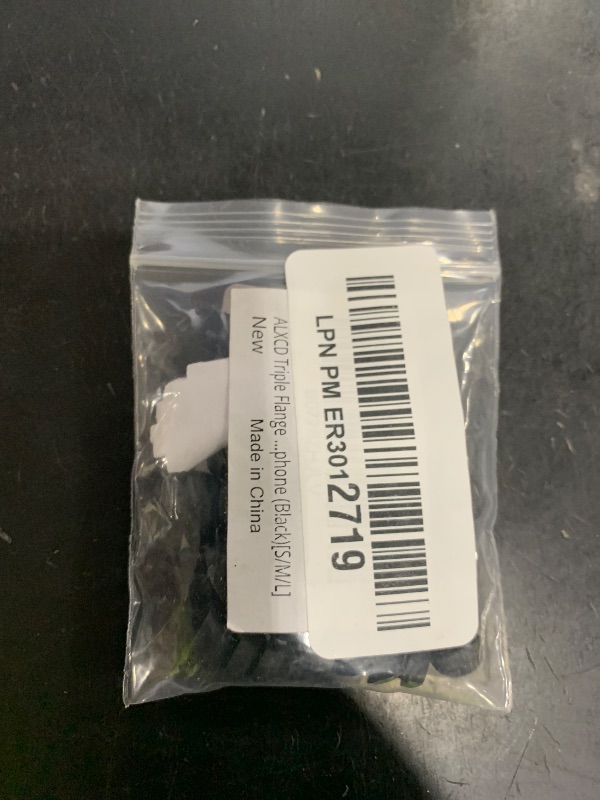 ALXCD Triple Flange ...phone (Black)[S/M/L]
New
Made in China
LPN PM ER3012719